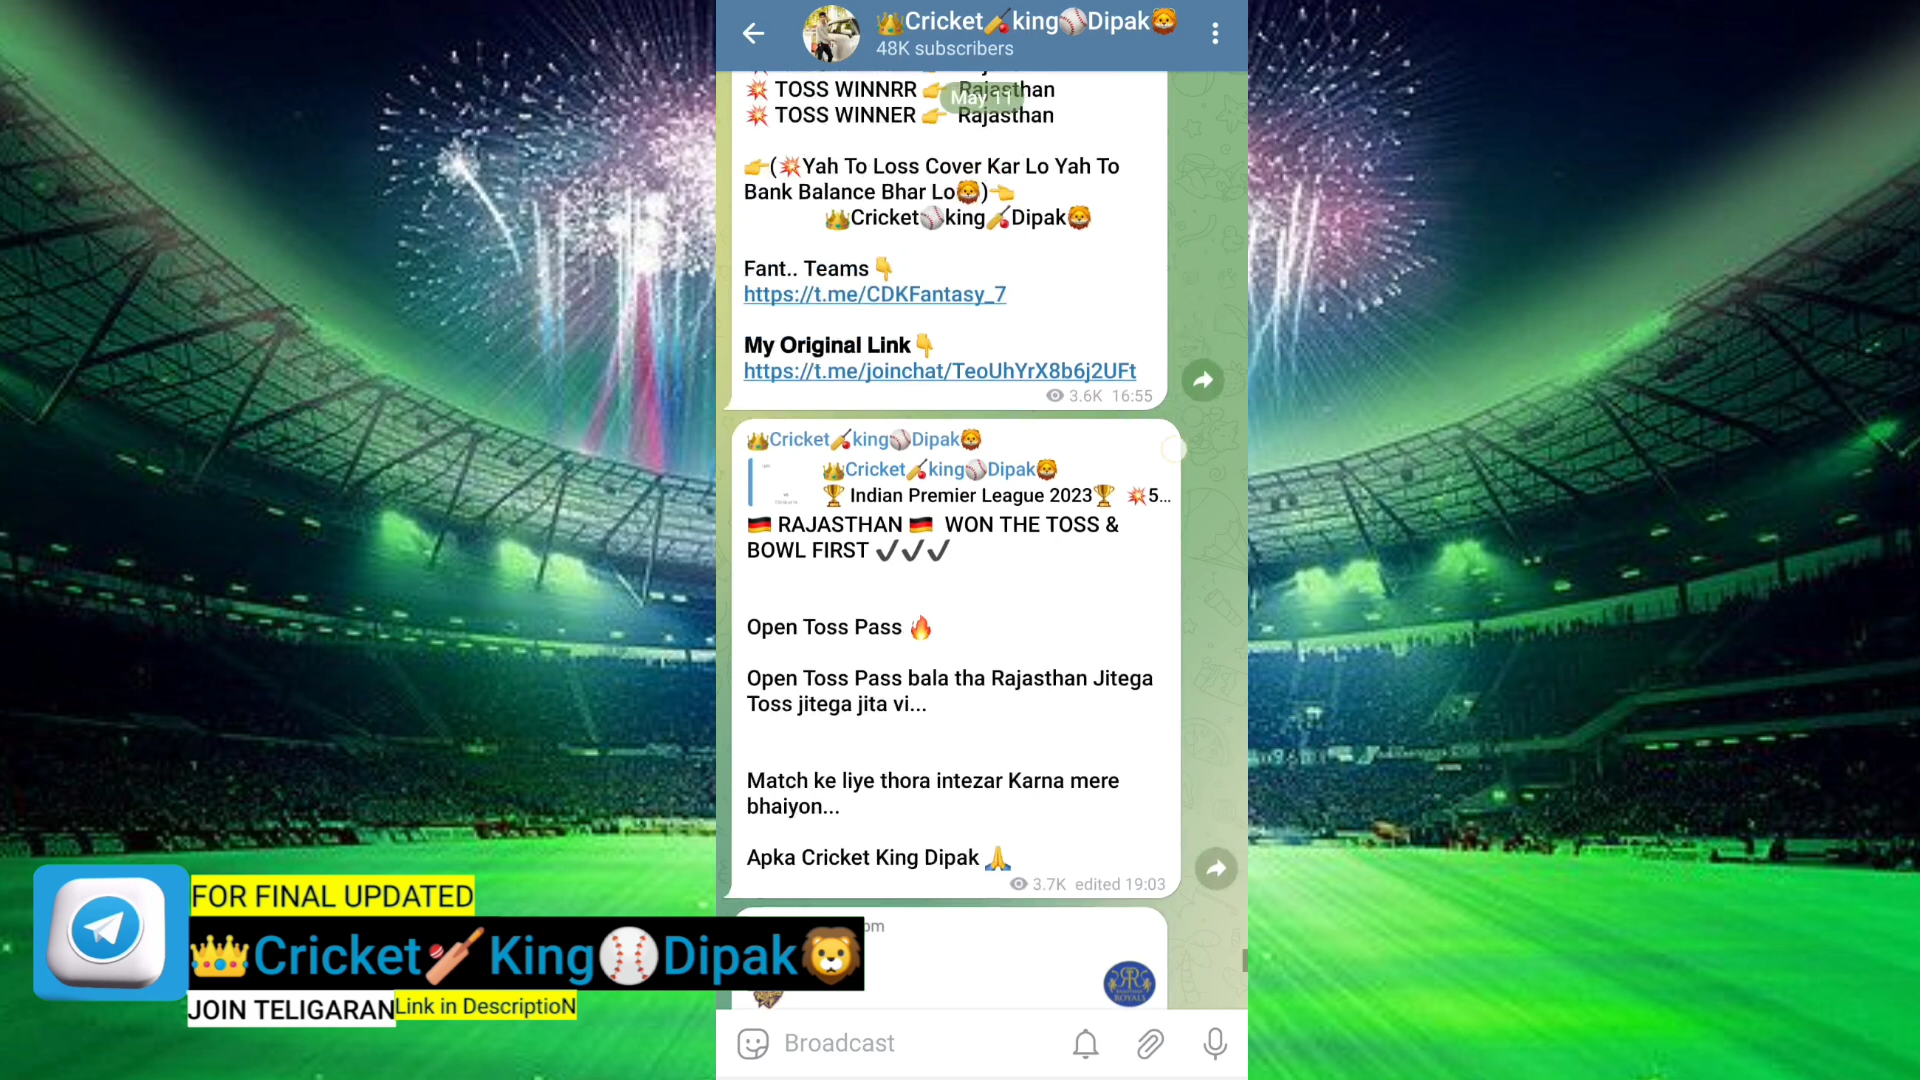 👑Cricket🏏king⚾Dipak🦁
48K subscribers
💥 TOSS WINNRR 👉 Rajasthan
May 11
💥 TOSS WINNER 👉 Rajasthan
👉(💥Yah To Loss Cover Kar Lo Yah To
Bank Balance Bhar Lo🦁)👈
👑Cricket⚾king🏏Dipak🦁
Fant.. Teams👇
https://t.me/CDKFantasy_7
My Original Link👇
https://t.me/joinchat/TeoUhYrX8b6j2UFt
3.6K 16:55
👑Cricket🏏king⚾Dipak🦁
👑Cricket🏏king⚾Dipak🦁
🏆 Indian Premier League 2023🏆 💥5...
🇩🇪 RAJASTHAN 🇩🇪 WON THE TOSS &
BOWL FIRST ✔✔✔
Open Toss Pass 🔥
Open Toss Pass bala tha Rajasthan Jitega
Toss jitega jita vi...
Match ke liye thora intezar Karna mere
bhaiyon...
Apka Cricket King Dipak 🙏
3.7K edited 19:03
FOR FINAL UPDATED
👑Cricket🏏King⚾Dipak🦁
JOIN TELIGARAN Link in DescriptioN
ROYALS
Broadcast